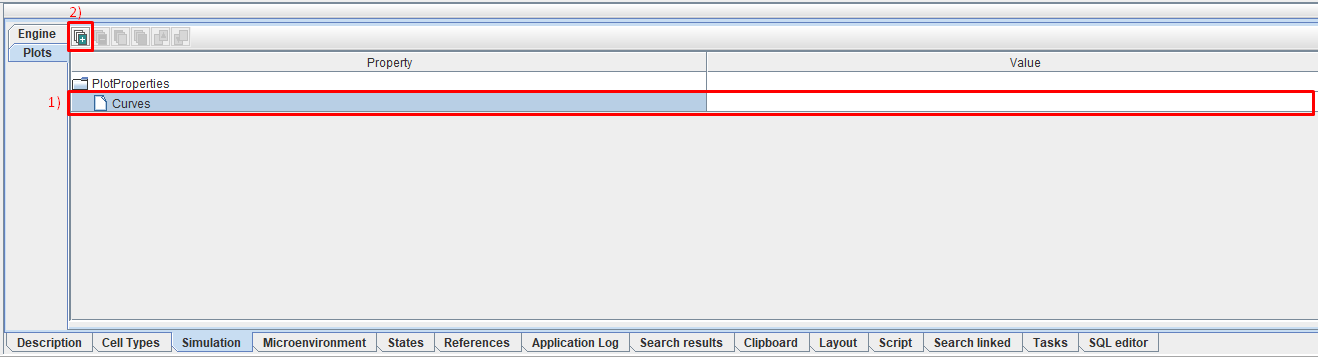 2)
Engine
Plots
Property Value
PlotProperties
1) Curves
Description Cell Types Simulation Microenvironment States References Application Log Search results Clipboard Layout Script Search linked Tasks SQL editor